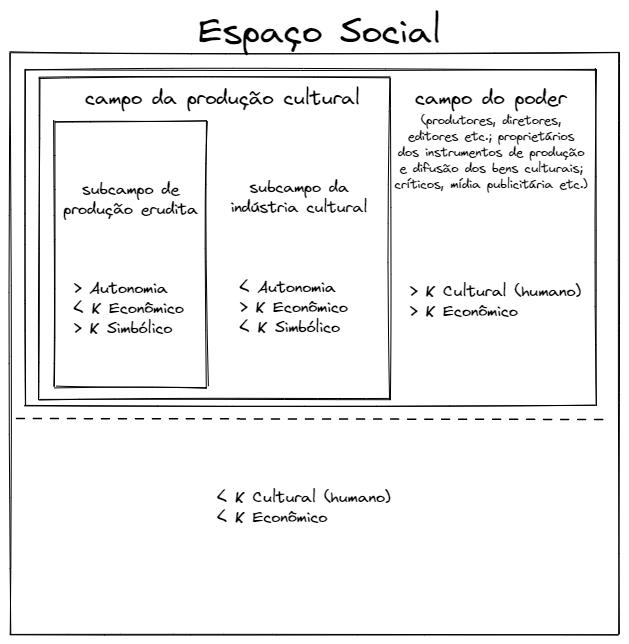 Espaço Social
campo da produção cultural
campo do poder
(produtores, diretores,
editores etc.; proprietários
dos instrumentos de produção
e difusão dos bens culturais;
críticos, mídia publicitária etc.)
subcampo de
produção erudita
subcampo da
indústria cultural
> Autonomia
< K Econômico
> K Simbólico
< Autonomia
> K Econômico
< K Simbólico
> K Cultural (humano)
> K Econômico
< K Cultural (humano)
< K Econômico